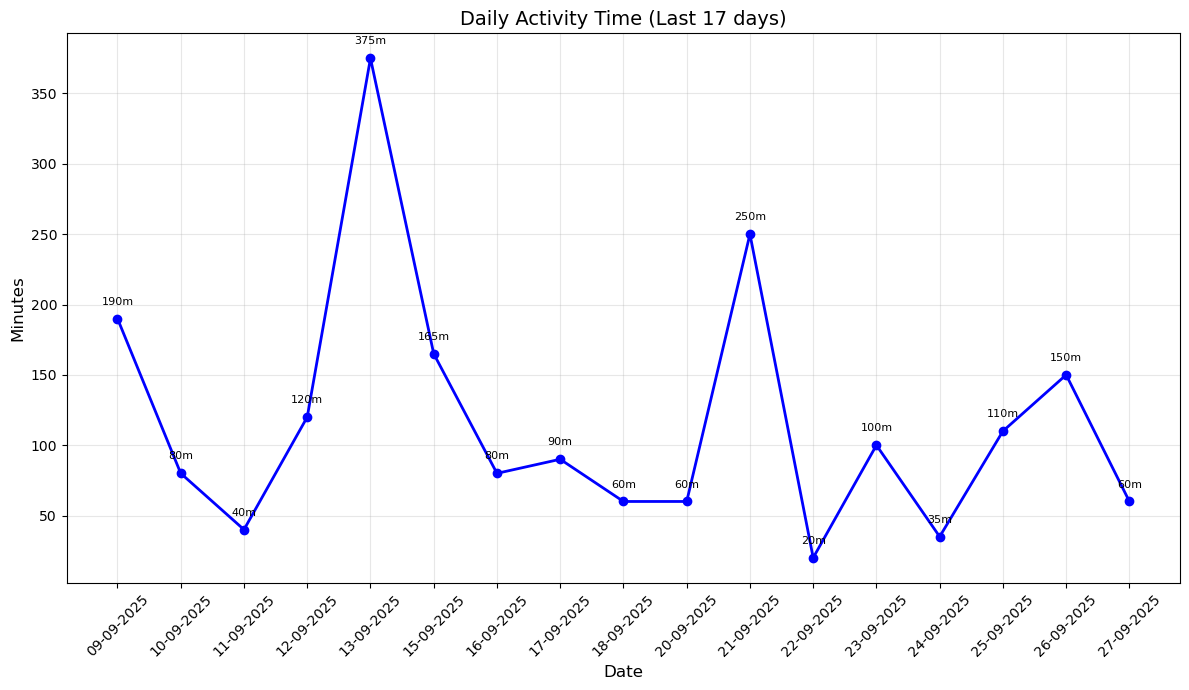 Daily Activity Time (Last 17 days)
375m
350
300
250m
250
190m
200
165m
150m
150
120m
110m
100m
100
80m
80m
90m
60m
60m
60m
50
40m
35m
20m
Minutes
09-09-2025
10-09-2025
11-09-2025
12-09-2025
13-09-2025
15-09-2025
16-09-2025
17-09-2025
18-09-2025
20-09-2025
21-09-2025
22-09-2025
23-09-2025
24-09-2025
25-09-2025
26-09-2025
27-09-2025
Date